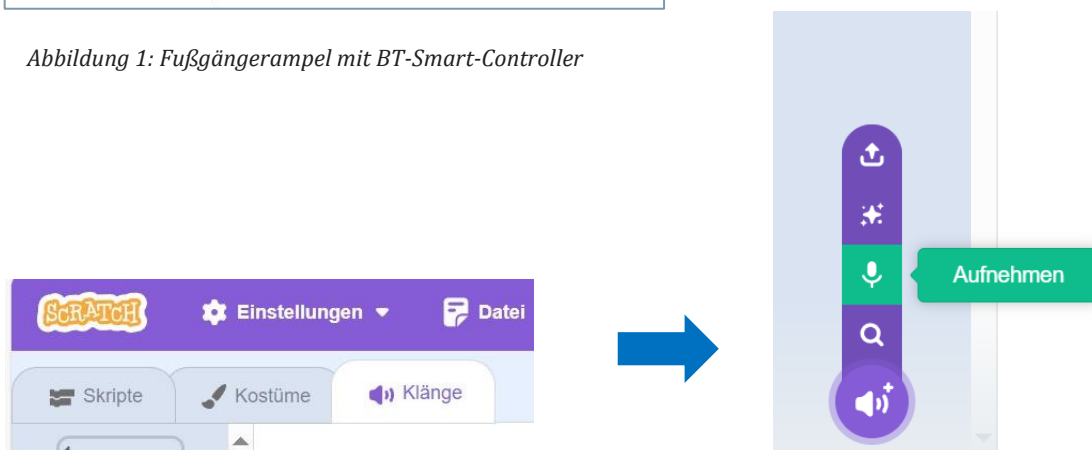 Abbildung 1: Fußgängerampel mit BT-Smart-Controller
Aufnehmen
SCRATCH Einstellungen Datei
Skripte Kostüme Klänge